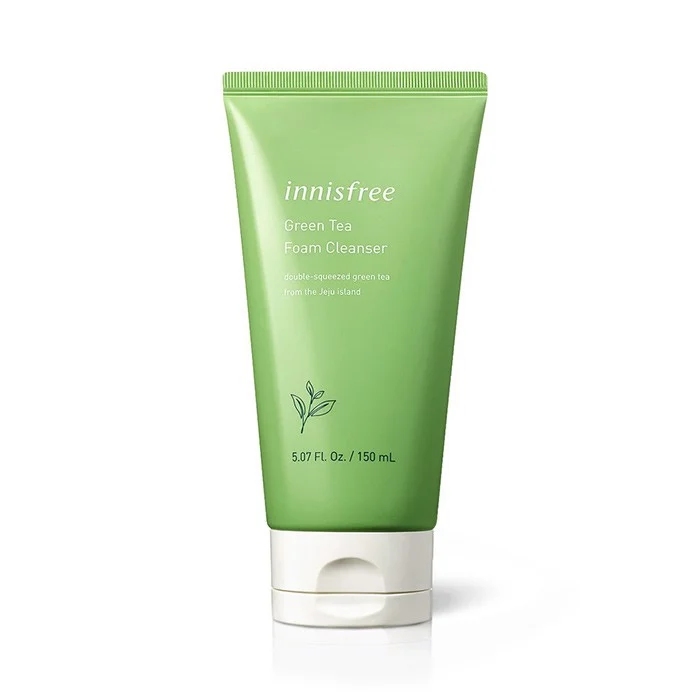 innisfree
Green Tea
Foam Cleanser
double-squeezed green tea
from the Jeju island
5.07 Fl. Oz. / 150 mL